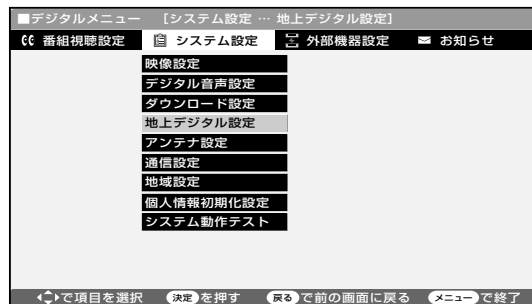 ■デジタルメニュー ［システム設定 … 地上デジタル設定］
番組視聴設定 システム設定 外部機器設定 お知らせ
映像設定
デジタル音声設定
ダウンロード設定
地上デジタル設定
アンテナ設定
通信設定
地域設定
個人情報初期化設定
システム動作テスト
で項目を選択 決定を押す 戻るで前の画面に戻る メニューで終了